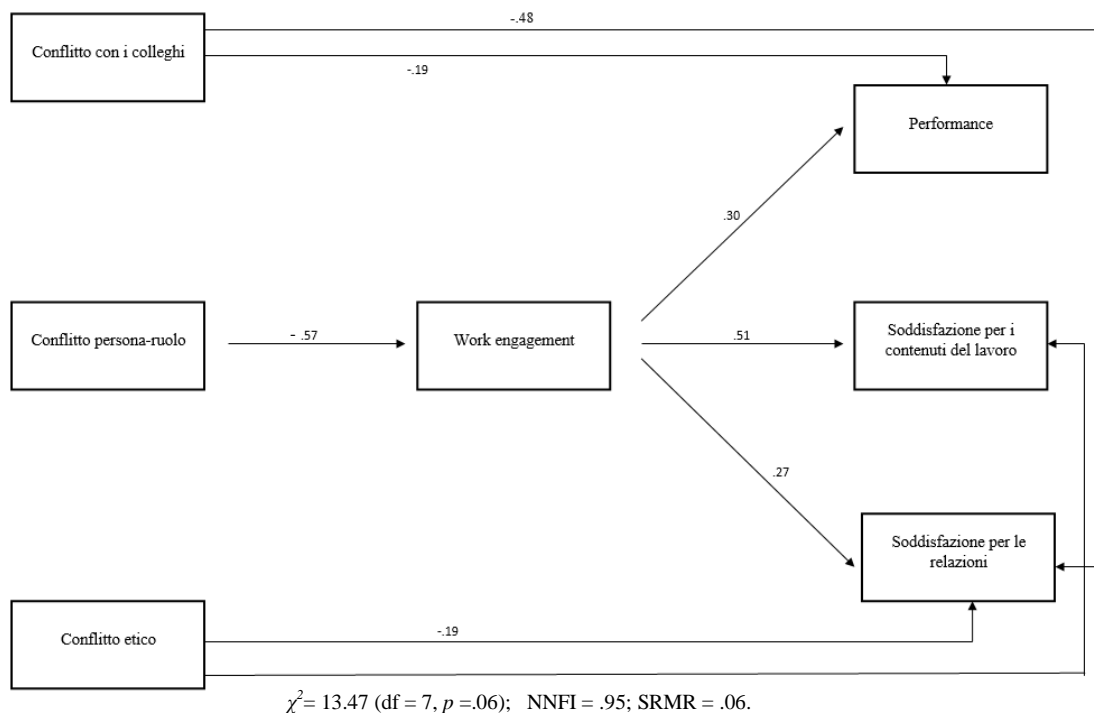 -.48
Conflitto con i colleghi
-.19
Performance
.30
Conflitto persona-ruolo
- .57
Work engagement
.51
Soddisfazione per i
contenuti del lavoro
.27
Soddisfazione per le
relazioni
Conflitto etico
-.19
χ²= 13.47 (df = 7, p =.06); NNFI = .95; SRMR = .06.